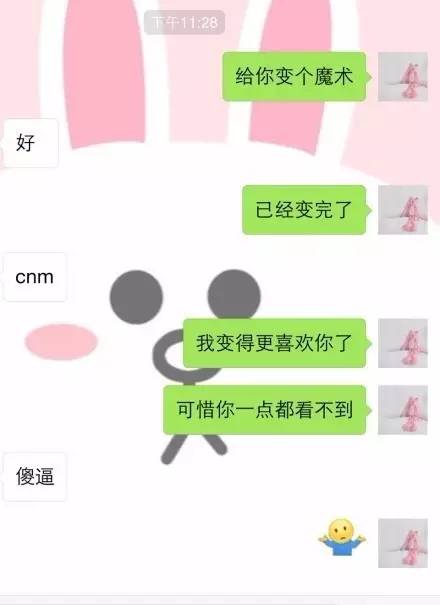 下午11:28
给你变个魔术
好
已经变完了
cnm
我变得更喜欢你了
可惜你一点都看不到
傻逼